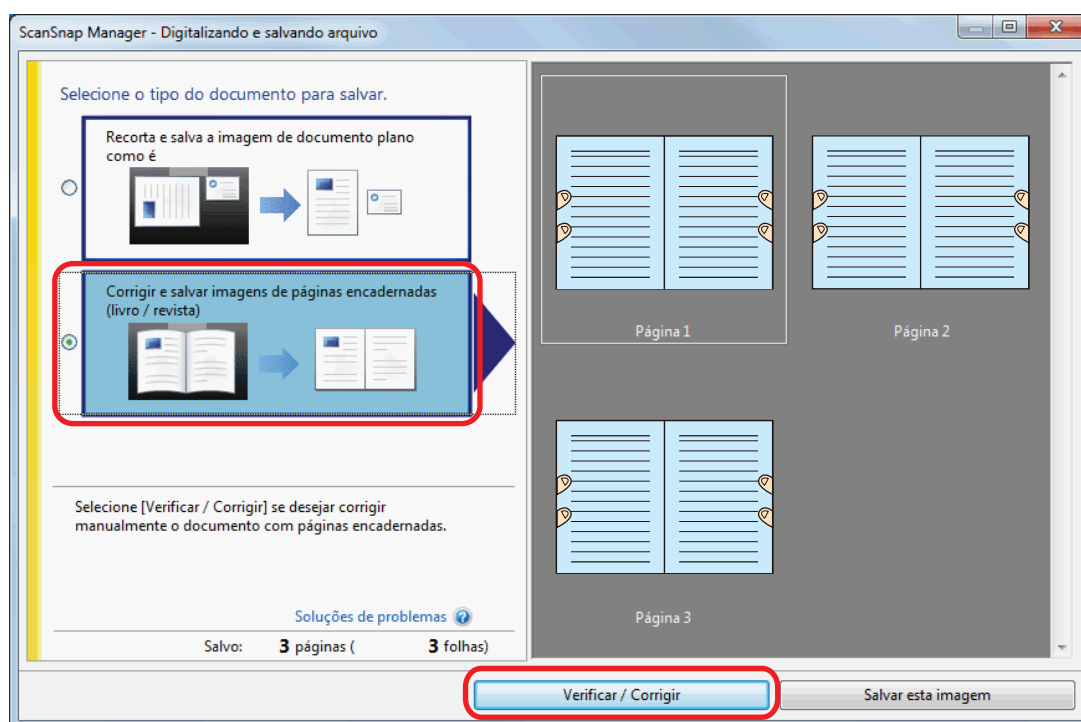 ScanSnap Manager - Digitalizando e salvando arquivo
Selecione o tipo do documento para salvar.
Recorta e salva a imagem de documento plano
como é
Corrigir e salvar imagens de páginas encadernadas
(livro / revista)
Selecione [Verificar / Corrigir] se desejar corrigir
manualmente o documento com páginas encadernadas.
Soluções de problemas
Salvo: 3 páginas ( 3 folhas)
Página 1
Página 2
Página 3
Verificar / Corrigir
Salvar esta imagem